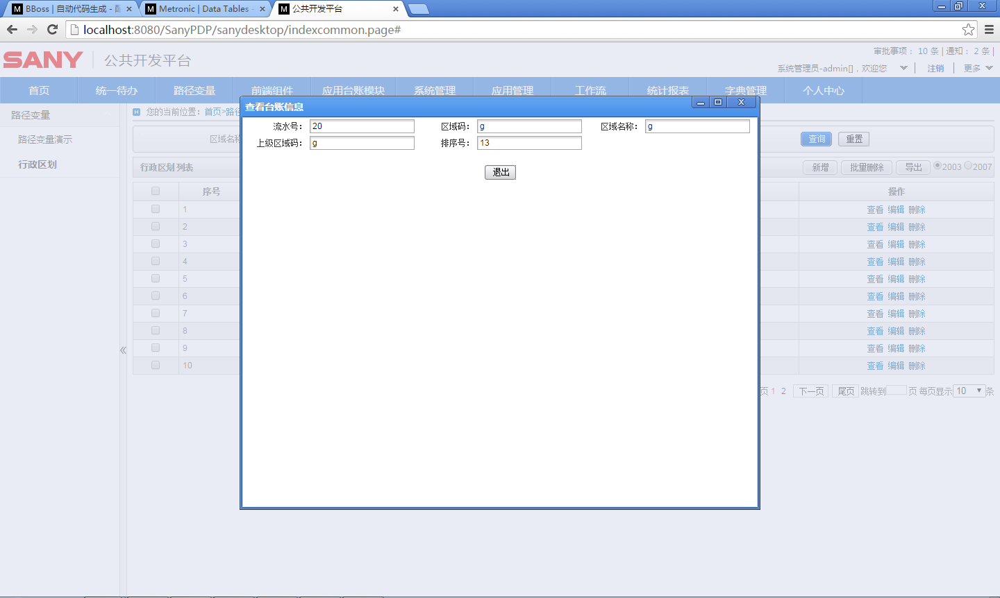 BBoss | 自动代码生成 - 配
Metronic | Data Tables -
公共开发平台
localhost:8080/SanyPDP/sanydesktop/indexcommon.page#
SANY 公共开发平台
审批事项： 10 条 | 通知： 2 条 |
系统管理员-admin[]，欢迎您 注销 更多
首页 统一待办 路径变量 前端组件 应用台账模块 系统管理 应用管理 工作流 统计报表 字典管理 个人中心
路径变量
路径变量演示
行政区划
您的当前位置：首页>路径
区域名称
查询 重置
行政区划 列表
新增 批量删除 导出 2003 2007
序号 操作
1 查看 编辑 删除
2 查看 编辑 删除
3 查看 编辑 删除
4 查看 编辑 删除
5 查看 编辑 删除
6 查看 编辑 删除
7 查看 编辑 删除
8 查看 编辑 删除
9 查看 编辑 删除
10 查看 编辑 删除
页 1 2 下一页 尾页 跳转到 页 每页显示 10 条
查看台账信息
流水号： 20 区域码： g 区域名称： g
上级区域码： g 排序号： 13
退出